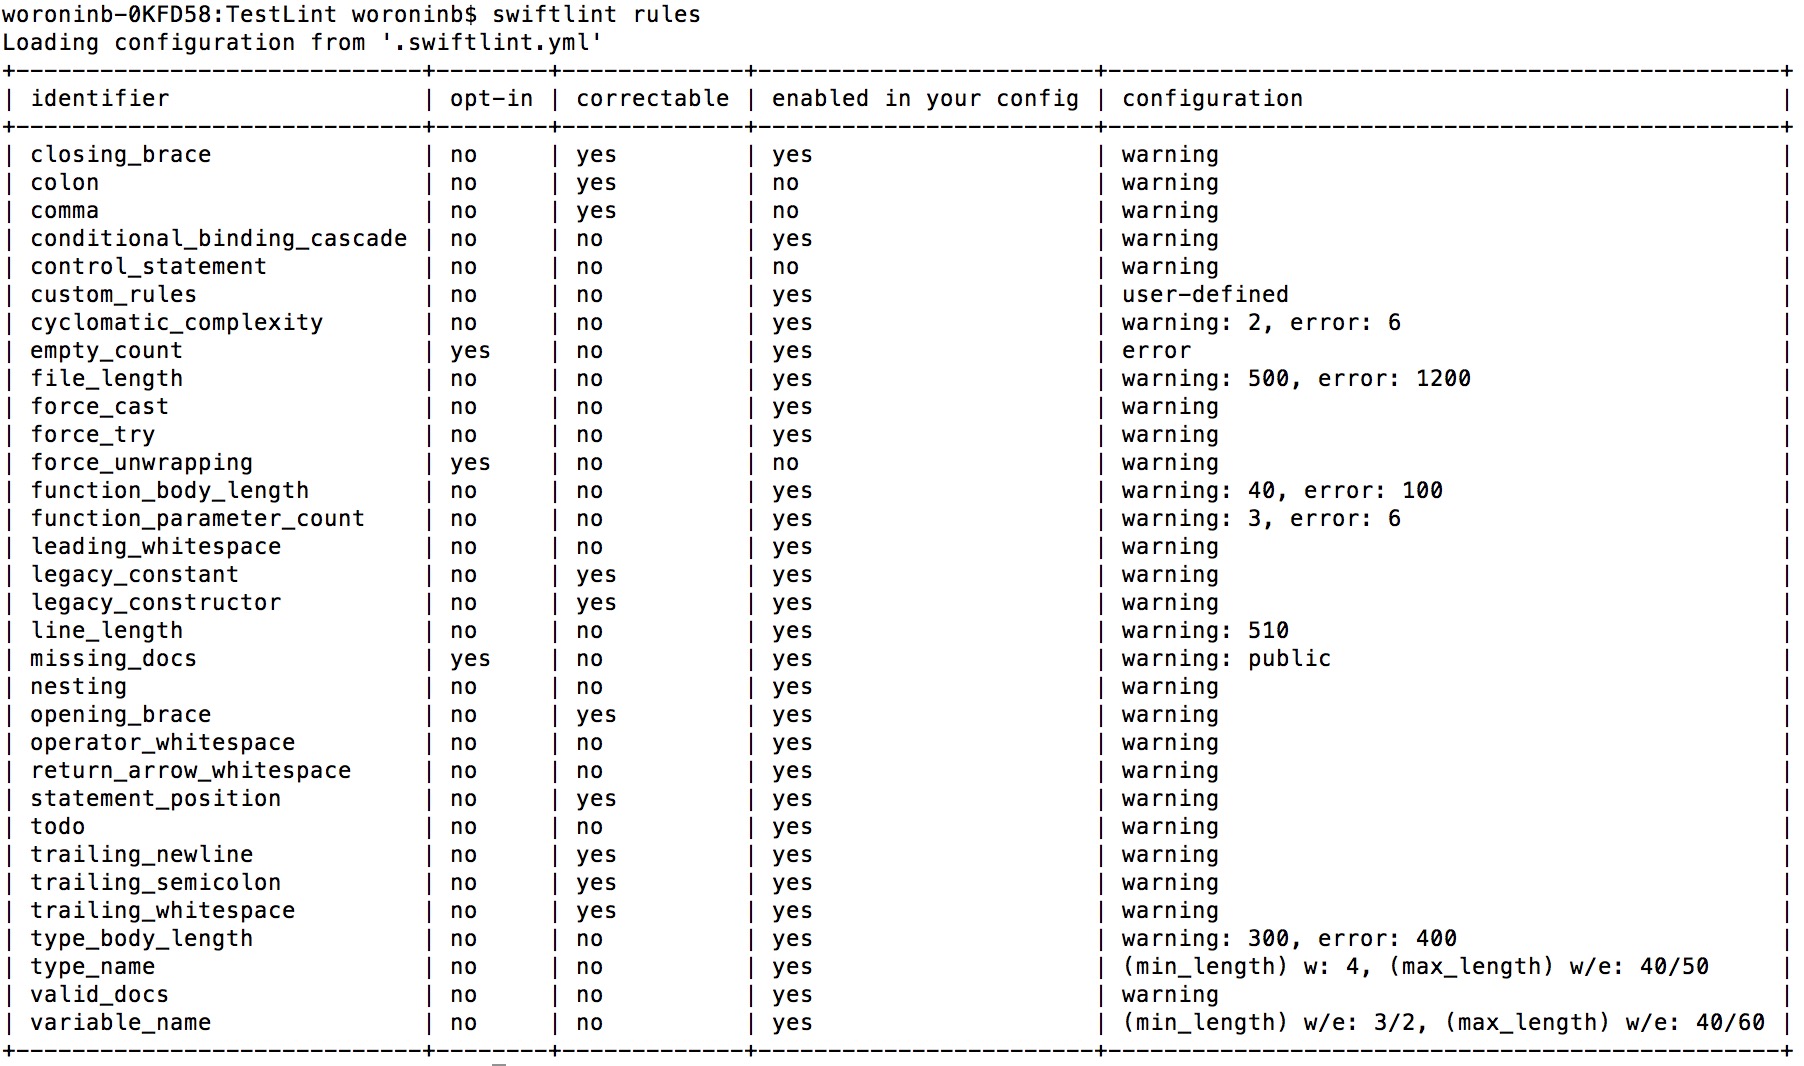 woroninb-0KFD58:TestLint woroninb$ swiftlint rules
Loading configuration from '.swiftlint.yml'
+-----------------------------+--------+-------------+------------------------+------------------------------------------------+
| identifier                  | opt-in | correctable | enabled in your config | configuration                                  |
+-----------------------------+--------+-------------+------------------------+------------------------------------------------+
| closing_brace               | no     | yes         | yes                    | warning                                        |
| colon                       | no     | yes         | no                     | warning                                        |
| comma                       | no     | yes         | no                     | warning                                        |
| conditional_binding_cascade | no     | no          | yes                    | warning                                        |
| control_statement           | no     | no          | no                     | warning                                        |
| custom_rules                | no     | no          | yes                    | user-defined                                   |
| cyclomatic_complexity       | no     | no          | yes                    | warning: 2, error: 6                           |
| empty_count                 | yes    | no          | yes                    | error                                          |
| file_length                 | no     | no          | yes                    | warning: 500, error: 1200                      |
| force_cast                  | no     | no          | yes                    | warning                                        |
| force_try                   | no     | no          | yes                    | warning                                        |
| force_unwrapping            | yes    | no          | no                     | warning                                        |
| function_body_length        | no     | no          | yes                    | warning: 40, error: 100                        |
| function_parameter_count    | no     | no          | yes                    | warning: 3, error: 6                           |
| leading_whitespace          | no     | no          | yes                    | warning                                        |
| legacy_constant             | no     | yes         | yes                    | warning                                        |
| legacy_constructor          | no     | yes         | yes                    | warning                                        |
| line_length                 | no     | no          | yes                    | warning: 510                                   |
| missing_docs                | yes    | no          | yes                    | warning: public                                |
| nesting                     | no     | no          | yes                    | warning                                        |
| opening_brace               | no     | yes         | yes                    | warning                                        |
| operator_whitespace         | no     | no          | yes                    | warning                                        |
| return_arrow_whitespace     | no     | no          | yes                    | warning                                        |
| statement_position          | no     | yes         | yes                    | warning                                        |
| todo                        | no     | no          | yes                    | warning                                        |
| trailing_newline            | no     | yes         | yes                    | warning                                        |
| trailing_semicolon          | no     | yes         | yes                    | warning                                        |
| trailing_whitespace         | no     | yes         | yes                    | warning                                        |
| type_body_length            | no     | no          | yes                    | warning: 300, error: 400                       |
| type_name                   | no     | no          | yes                    | (min_length) w: 4, (max_length) w/e: 40/50     |
| valid_docs                  | no     | no          | yes                    | warning                                        |
| variable_name               | no     | no          | yes                    | (min_length) w/e: 3/2, (max_length) w/e: 40/60 |
+-----------------------------+--------+-------------+------------------------+------------------------------------------------+